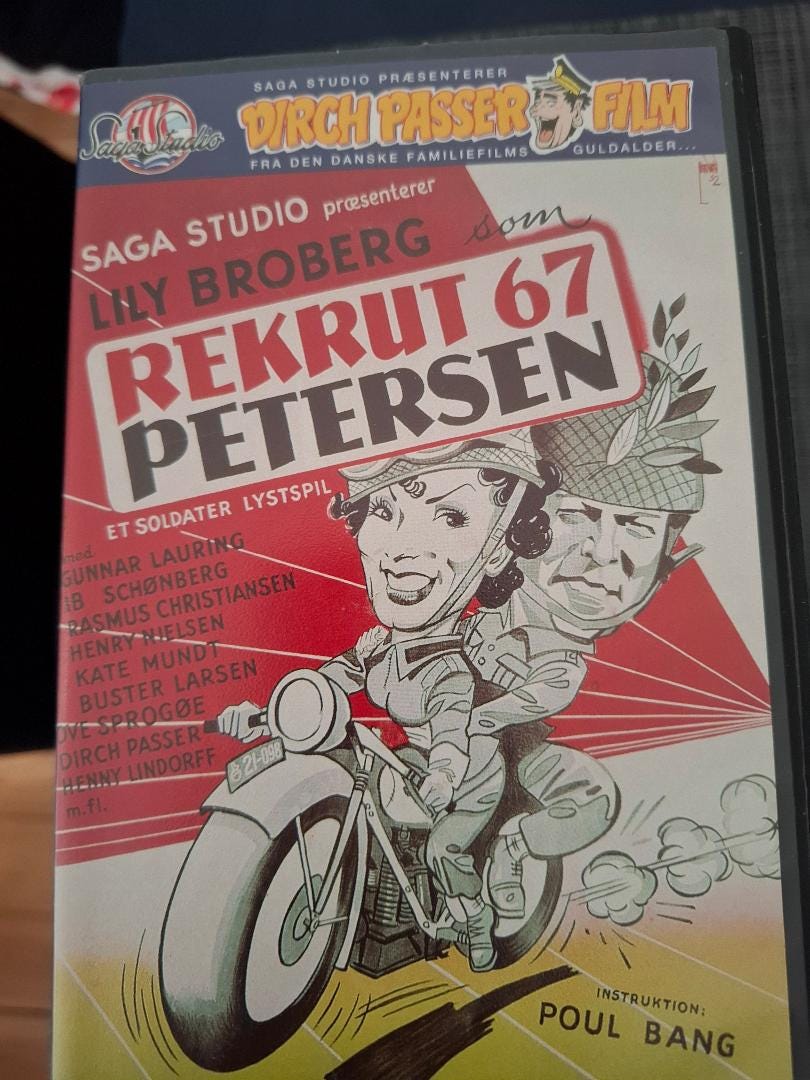 SAGA STUDIO PRÆSENTERER
Saga Studio
DIRCH PASSER FILM
FRA DEN DANSKE FAMILIEFILMS GULDALDER...
SAGA STUDIO præsenterer
LILY BROBERG som
REKRUT 67
PETERSEN
ET SOLDATER LYSTSPIL
med
GUNNAR LAURING
IB SCHØNBERG
RASMUS CHRISTIANSEN
HENRY NIELSEN
KATE MUNDT
BUSTER LARSEN
OVE SPROGØE
DIRCH PASSER
HENNY LINDORFF
m.fl.
21-098
INSTRUKTION:
POUL BANG